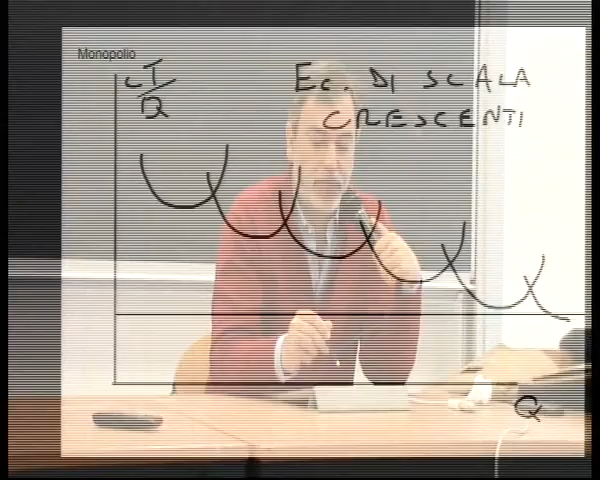 Monopolio
CT
Q
Ec. DI SCALA
CRESCENTI
Q